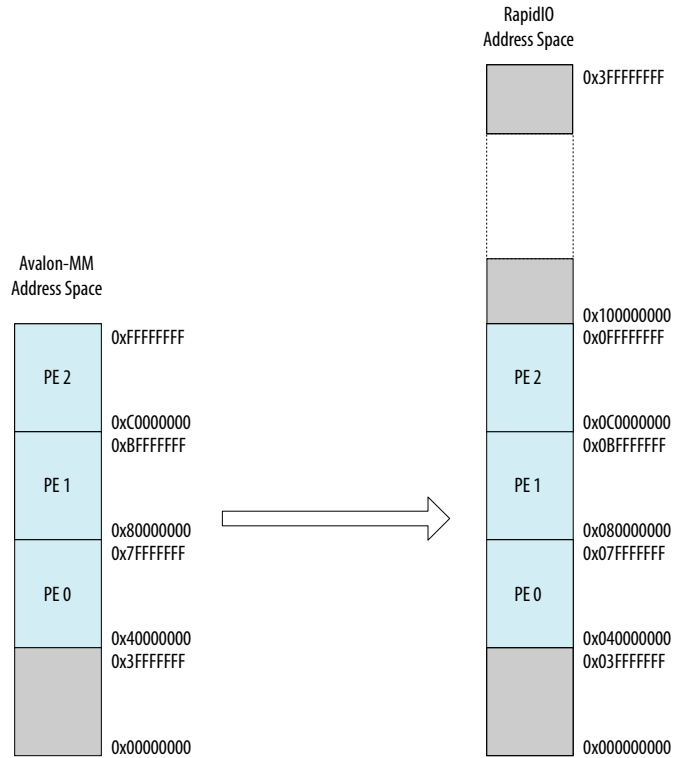 RapidIO
Address Space
0x3FFFFFFFF
Avalon-MM
Address Space
0x100000000
0xFFFFFFFF
0x0FFFFFFFF
PE 2
PE 2
0xC0000000
0x0C0000000
0xBFFFFFFF
0x0BFFFFFFF
PE 1
PE 1
0x80000000
0x080000000
0x7FFFFFFF
0x07FFFFFFF
PE 0
PE 0
0x40000000
0x040000000
0x3FFFFFFF
0x03FFFFFFF
0x00000000
0x000000000